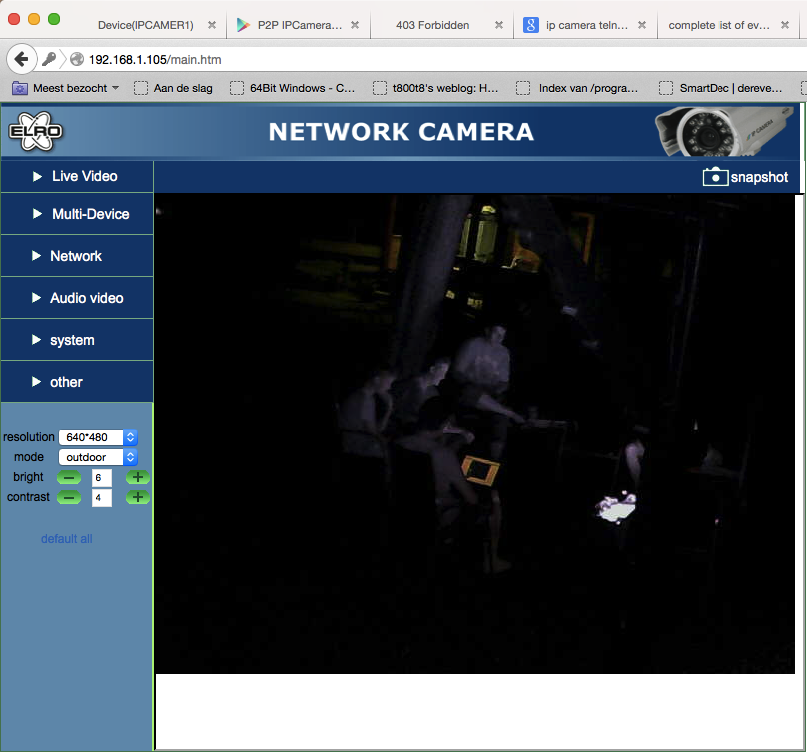 Device(IPCAMER1) P2P IPCamera... 403 Forbidden ip camera teln... complete ist of ev...
192.168.1.105/main.htm
Meest bezocht Aan de slag 64Bit Windows - C... t800t8's weblog: H... Index van /progra... SmartDec | dereve...
ELRO NETWORK CAMERA IP CAMERA
Live Video snapshot
Multi-Device
Network
Audio video
system
other
resolution 640*480
mode outdoor
bright 6
contrast 4
default all